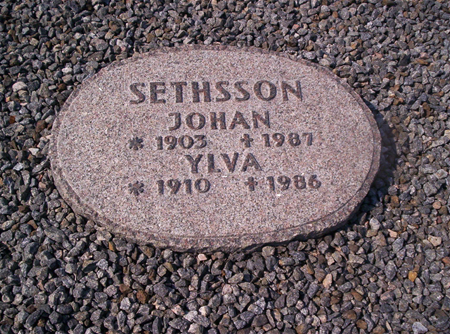 SETHSSON
JOHAN
* 1903 † 1987
YLVA
* 1910 † 1986